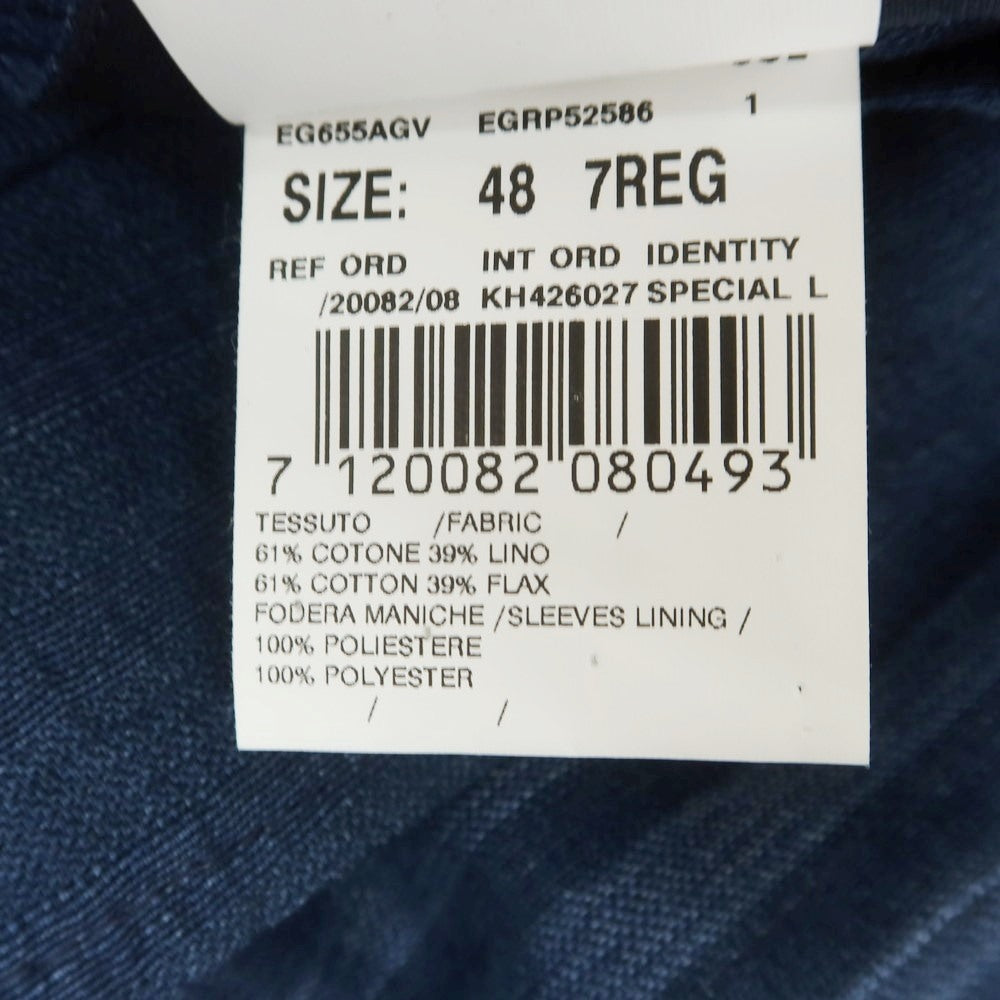 EG655AGV EGRP52586 1
SIZE: 48 7REG
REF ORD INT ORD IDENTITY
/20082/08 KH426027 SPECIAL L
7 120082 080493
TESSUTO /FABRIC /
61% COTONE 39% LINO
61% COTTON 39% FLAX
FODERA MANICHE /SLEEVES LINING /
100% POLIESTERE
100% POLYESTER
/ /